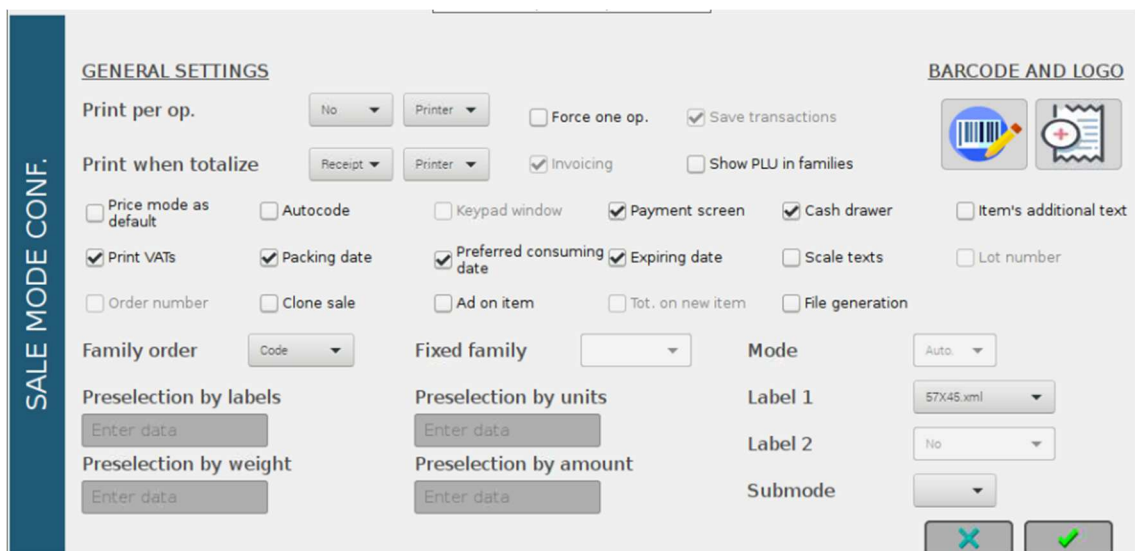 SALE MODE CONF.
GENERAL SETTINGS
BARCODE AND LOGO
Print per op.
No
Printer
Force one op.
Save transactions
Print when totalize
Receipt
Printer
Invoicing
Show PLU in families
Price mode as
default
Autocode
Keypad window
Payment screen
Cash drawer
Item's additional text
Print VATs
Packing date
Preferred consuming
date
Expiring date
Scale texts
Lot number
Order number
Clone sale
Ad on item
Tot. on new item
File generation
Family order
Code
Fixed family
Mode
Auto.
Preselection by labels
Enter data
Preselection by units
Enter data
Label 1
57X45.xml
Label 2
No
Preselection by weight
Enter data
Preselection by amount
Enter data
Submode